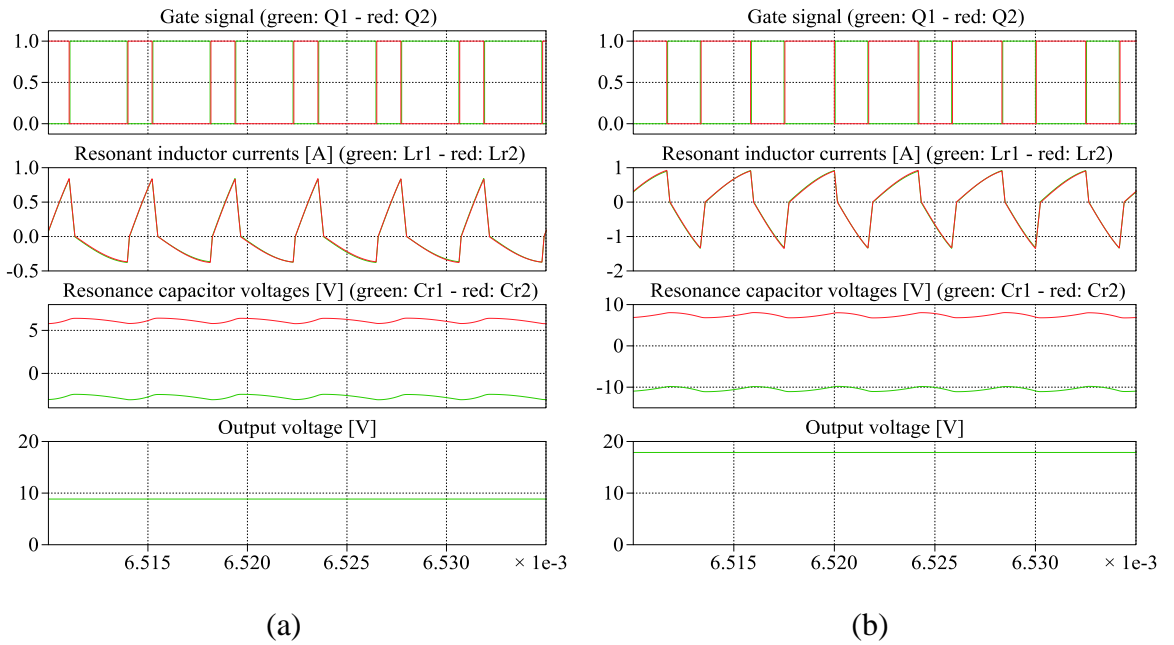 Gate signal (green: Q1 - red: Q2)
1.0
0.5
0.0
Resonant inductor currents [A] (green: Lr1 - red: Lr2)
1.0
0.5
0.0
-0.5
Resonance capacitor voltages [V] (green: Cr1 - red: Cr2)
5
0
Output voltage [V]
20
10
0
6.515 6.520 6.525 6.530 × 1e-3
(a)
Gate signal (green: Q1 - red: Q2)
1.0
0.5
0.0
Resonant inductor currents [A] (green: Lr1 - red: Lr2)
1
0
-1
-2
Resonance capacitor voltages [V] (green: Cr1 - red: Cr2)
10
0
-10
Output voltage [V]
20
10
0
6.515 6.520 6.525 6.530 × 1e-3
(b)